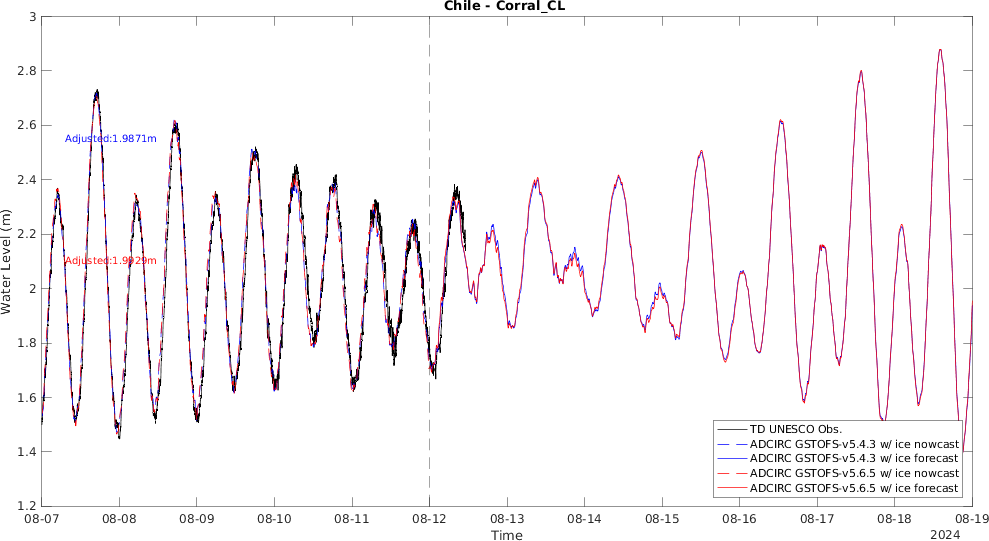 Chile - Corral_CL
3
2.8
2.6
2.4
2.2
2
1.8
1.6
1.4
1.2
Water Level (m)
Adjusted:1.9871m
Adjusted:1.9929m
TD UNESCO Obs.
ADCIRC GSTOFS-v5.4.3 w/ ice nowcast
ADCIRC GSTOFS-v5.4.3 w/ ice forecast
ADCIRC GSTOFS-v5.6.5 w/ ice nowcast
ADCIRC GSTOFS-v5.6.5 w/ ice forecast
08-07 08-08 08-09 08-10 08-11 08-12 08-13 08-14 08-15 08-16 08-17 08-18 08-19
Time
2024